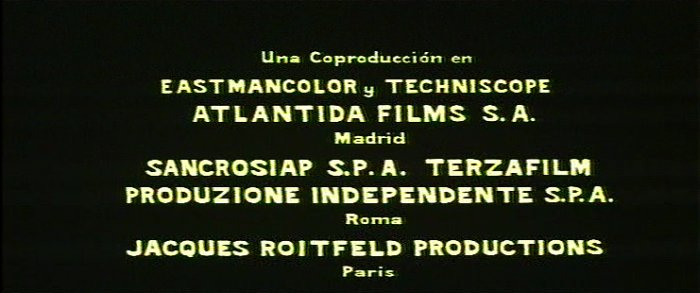 Una Coproducción en
EASTMANCOLOR y TECHNISCOPE
ATLANTIDA FILMS S.A.
Madrid
SANCROSIAP S.P.A. TERZAFILM
PRODUZIONE INDEPENDENTE S.P.A.
Roma
JACQUES ROITFELD PRODUCTIONS
Paris